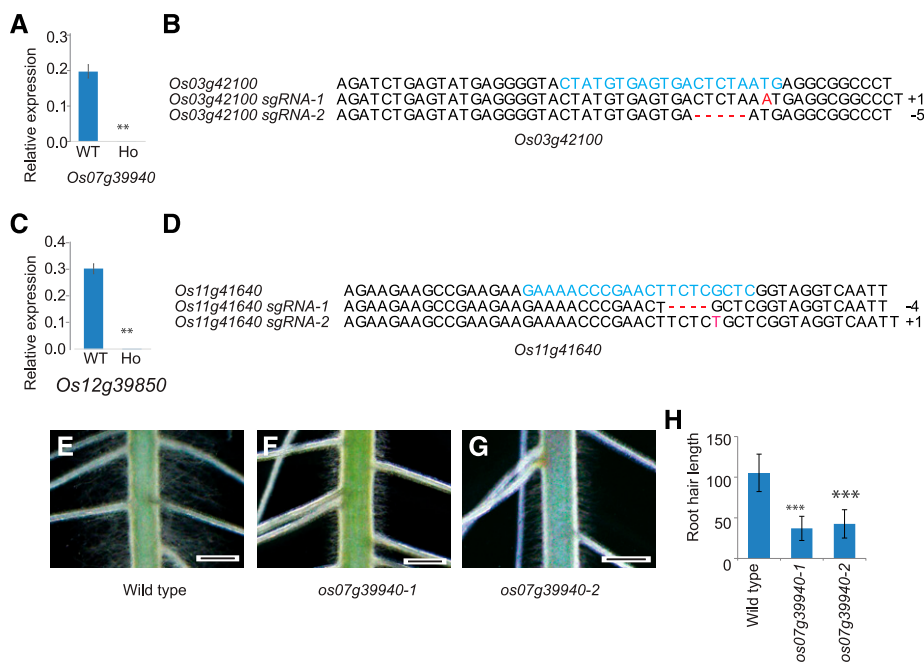 A
Relative expression
0.3
0.2
0.1
0.0
**
WT Ho
Os07g39940
B
Os03g42100 AGATCTGAGTATGAGGGGTACTATGTGAGTGACTCTAATGAGGCGGCCCT
Os03g42100 sgRNA-1 AGATCTGAGTATGAGGGGTACTATGTGAGTGACTCTAAATGAGGCGGCCCT +1
Os03g42100 sgRNA-2 AGATCTGAGTATGAGGGGTACTATGTGAGTGA-----ATGAGGCGGCCCT -5
Os03g42100
C
Relative expression
0.4
0.3
0.2
0.1
0.0
**
WT Ho
Os12g39850
D
Os11g41640 AGAAGAAGCCGAAGAAGAAAACCCGAACTTCTCGCTCGGTAGGTCAATT
Os11g41640 sgRNA-1 AGAAGAAGCCGAAGAAGAAAACCCGAACT----GCTCGGTAGGTCAATT -4
Os11g41640 sgRNA-2 AGAAGAAGCCGAAGAAGAAAACCCGAACTTCTCTGCTCGGTAGGTCAATT +1
Os11g41640
E
Wild type
F
os07g39940-1
G
os07g39940-2
H
Root hair length
150
100
50
0
***
***
Wild type
os07g39940-1
os07g39940-2